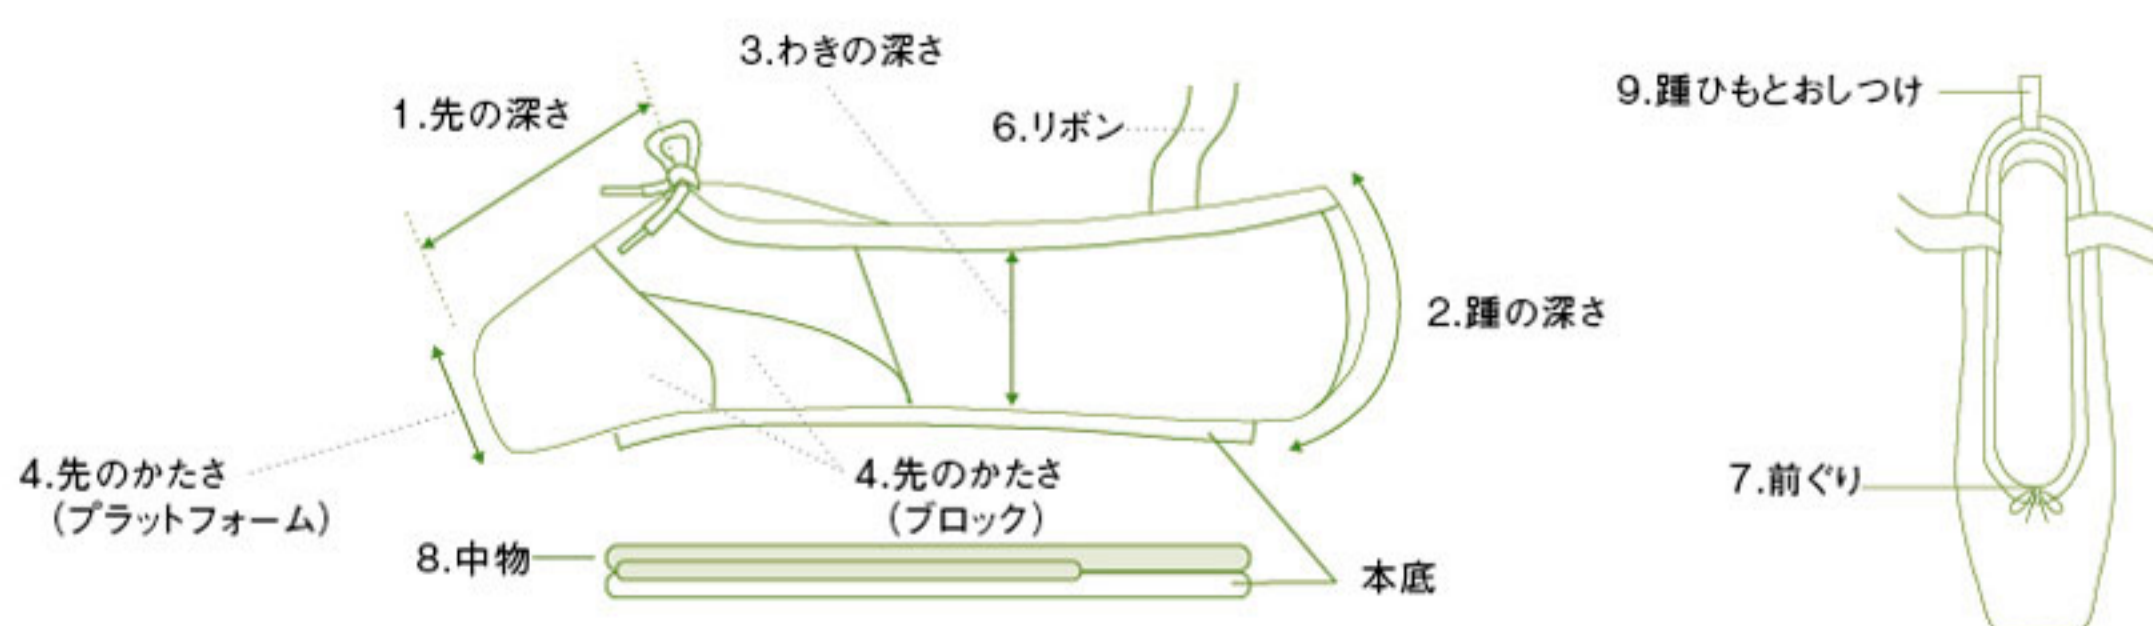 3.わきの深さ
1.先の深さ
6.リボン
9.踵ひもとおしつけ
2.踵の深さ
4.先のかたさ
(プラットフォーム)
4.先のかたさ
(ブロック)
7.前ぐり
8.中物
本底